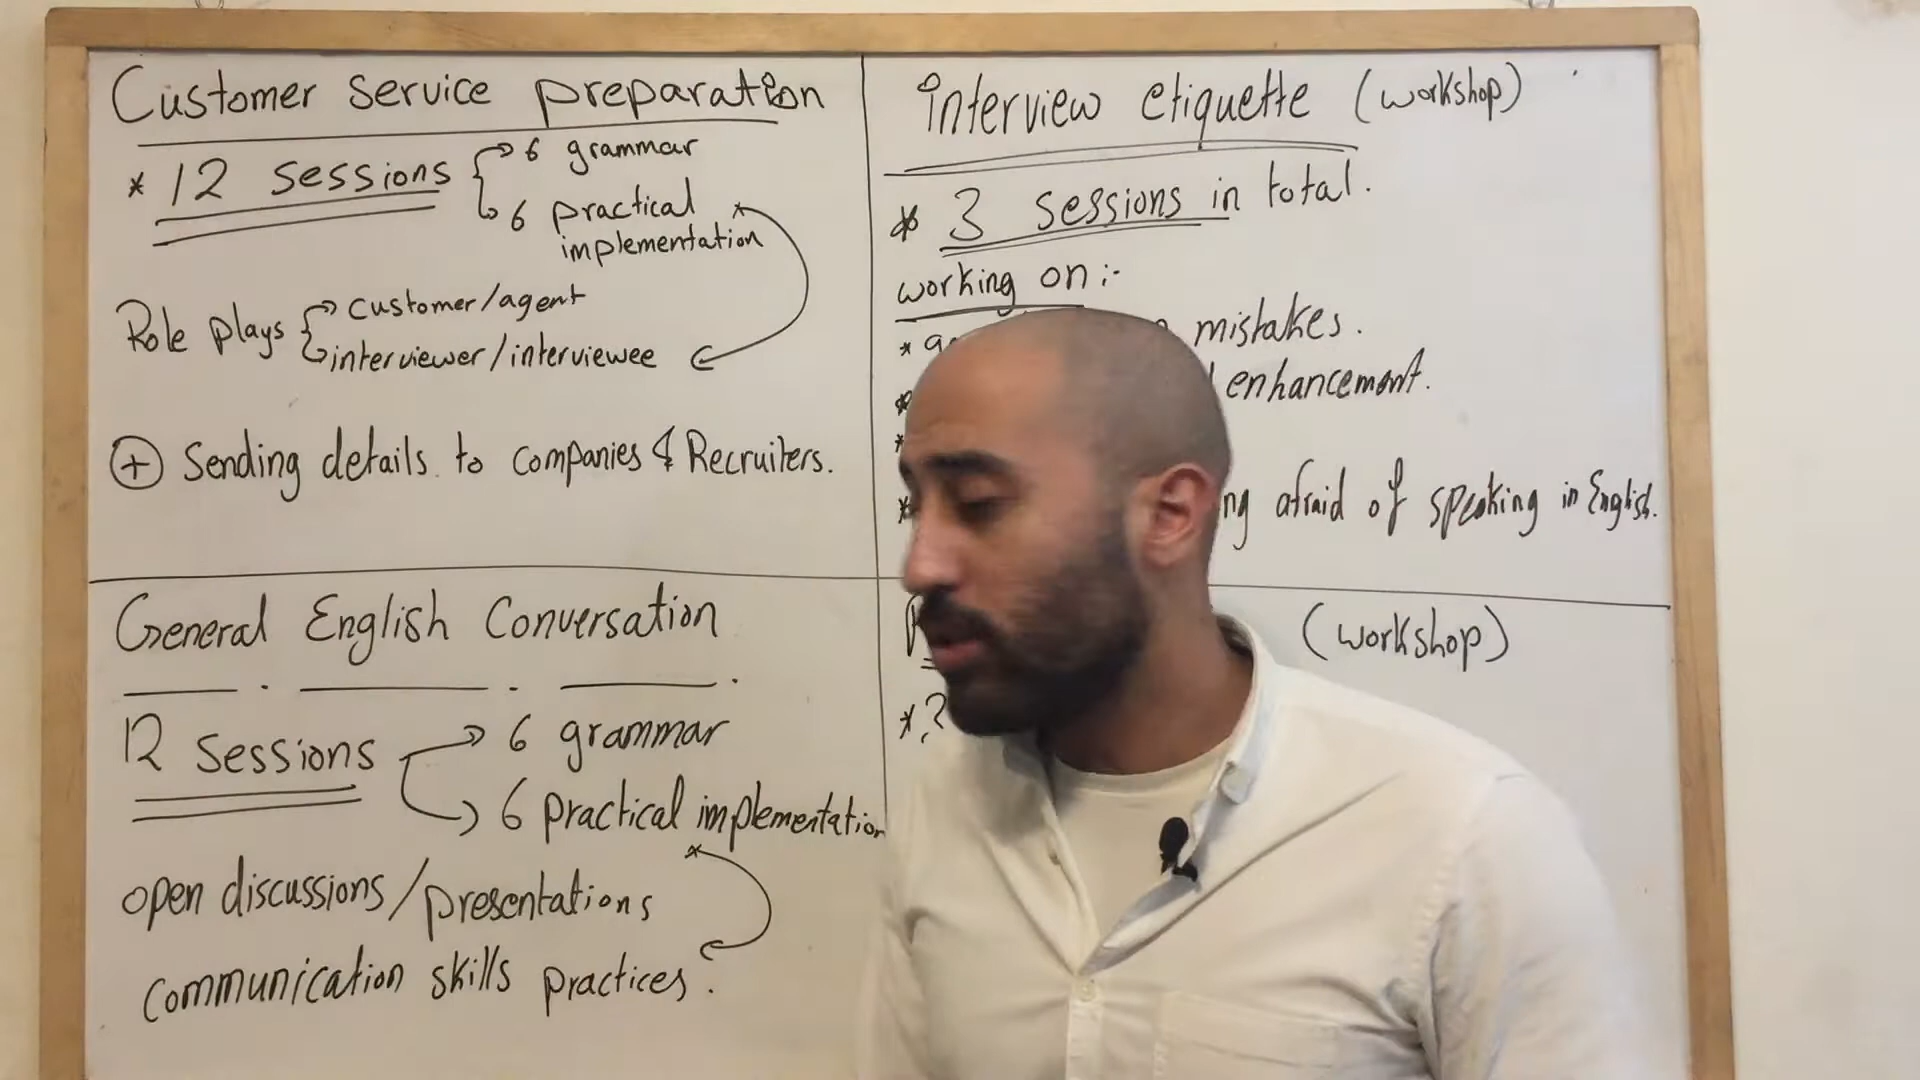 Customer service preparation
* 12 sessions
6 grammar
6 practical
implementation
Role plays
customer/agent
interviewer/interviewee
+ Sending details to companies & Recruiters.
interview etiquette (workshop)
* 3 sessions in total.
working on :-
* mistakes.
* enhancement.
*
* afraid of speaking in English.
General English Conversation
12 sessions
6 grammar
6 practical implementation
open discussions/presentations
communication skills practices.
(workshop)
* ?